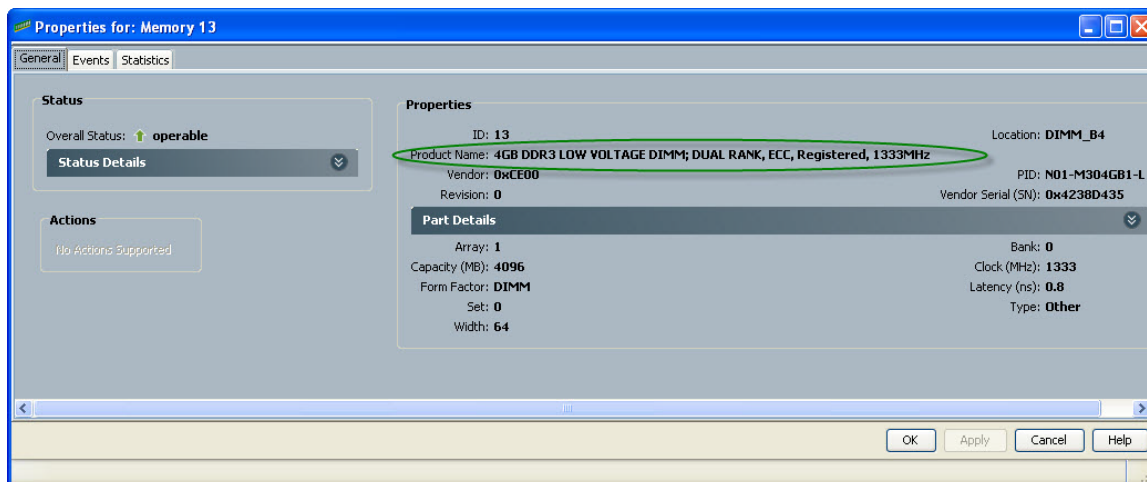 Properties for: Memory 13
General Events Statistics
Status
Overall Status: operable
Status Details
Actions
No Actions Supported
Properties
ID: 13 Location: DIMM_B4
Product Name: 4GB DDR3 LOW VOLTAGE DIMM; DUAL RANK, ECC, Registered, 1333MHz
Vendor: 0xCE00 PID: N01-M304GB1-L
Revision: 0 Vendor Serial (SN): 0x4238D435
Part Details
Array: 1 Bank: 0
Capacity (MB): 4096 Clock (MHz): 1333
Form Factor: DIMM Latency (ns): 0.8
Set: 0 Type: Other
Width: 64
OK Apply Cancel Help